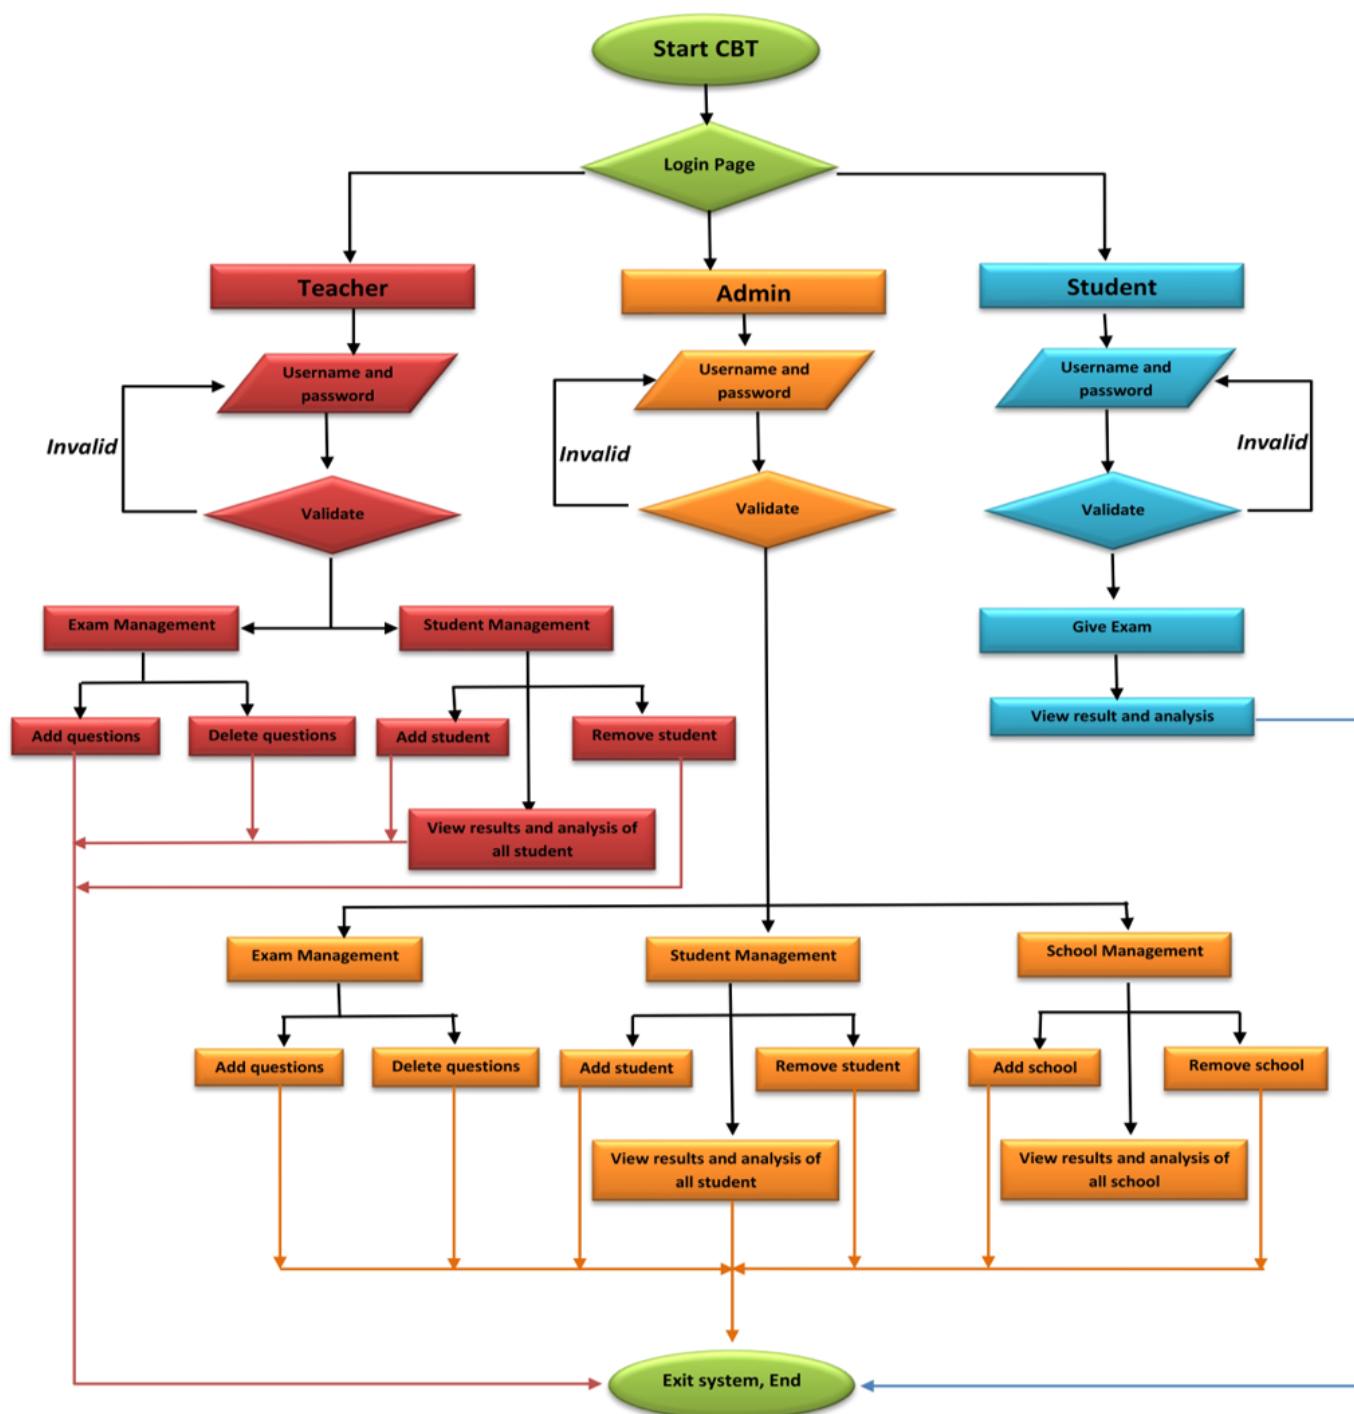 Start CBT
Login Page
Teacher
Admin
Student
Username and
password
Username and
password
Username and
password
Invalid
Invalid
Invalid
Validate
Validate
Validate
Exam Management
Student Management
Give Exam
Add questions
Delete questions
Add student
Remove student
View result and analysis
View results and analysis of
all student
Exam Management
Student Management
School Management
Add questions
Delete questions
Add student
Remove student
Add school
Remove school
View results and analysis of
all student
View results and analysis of
all school
Exit system, End